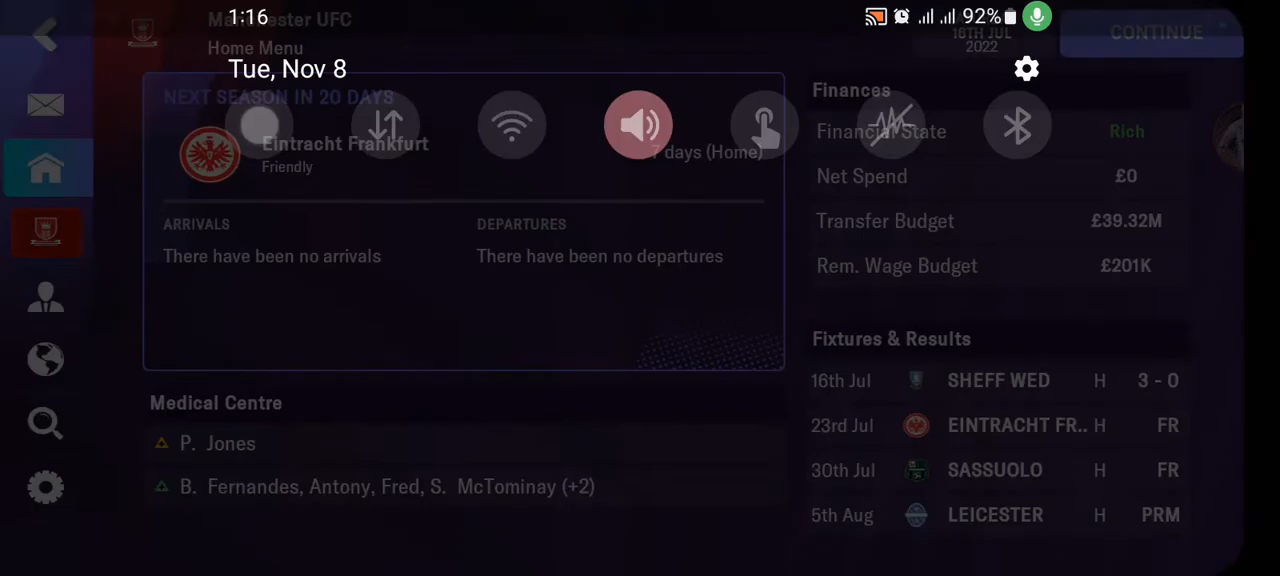 1:16
92%
Tue, Nov 8
Manchester UFC
Home Menu
16TH JUL
2022
CONTINUE
NEXT SEASON IN 20 DAYS
Eintracht Frankfurt
Friendly
7 days (Home)
ARRIVALS
DEPARTURES
There have been no arrivals
There have been no departures
Medical Centre
P. Jones
B. Fernandes, Antony, Fred, S. McTominay (+2)
Finances
Financial State Rich
Net Spend £0
Transfer Budget £39.32M
Rem. Wage Budget £201K
Fixtures & Results
16th Jul SHEFF WED H 3 - 0
23rd Jul EINTRACHT FR.. H FR
30th Jul SASSUOLO H FR
5th Aug LEICESTER H PRM